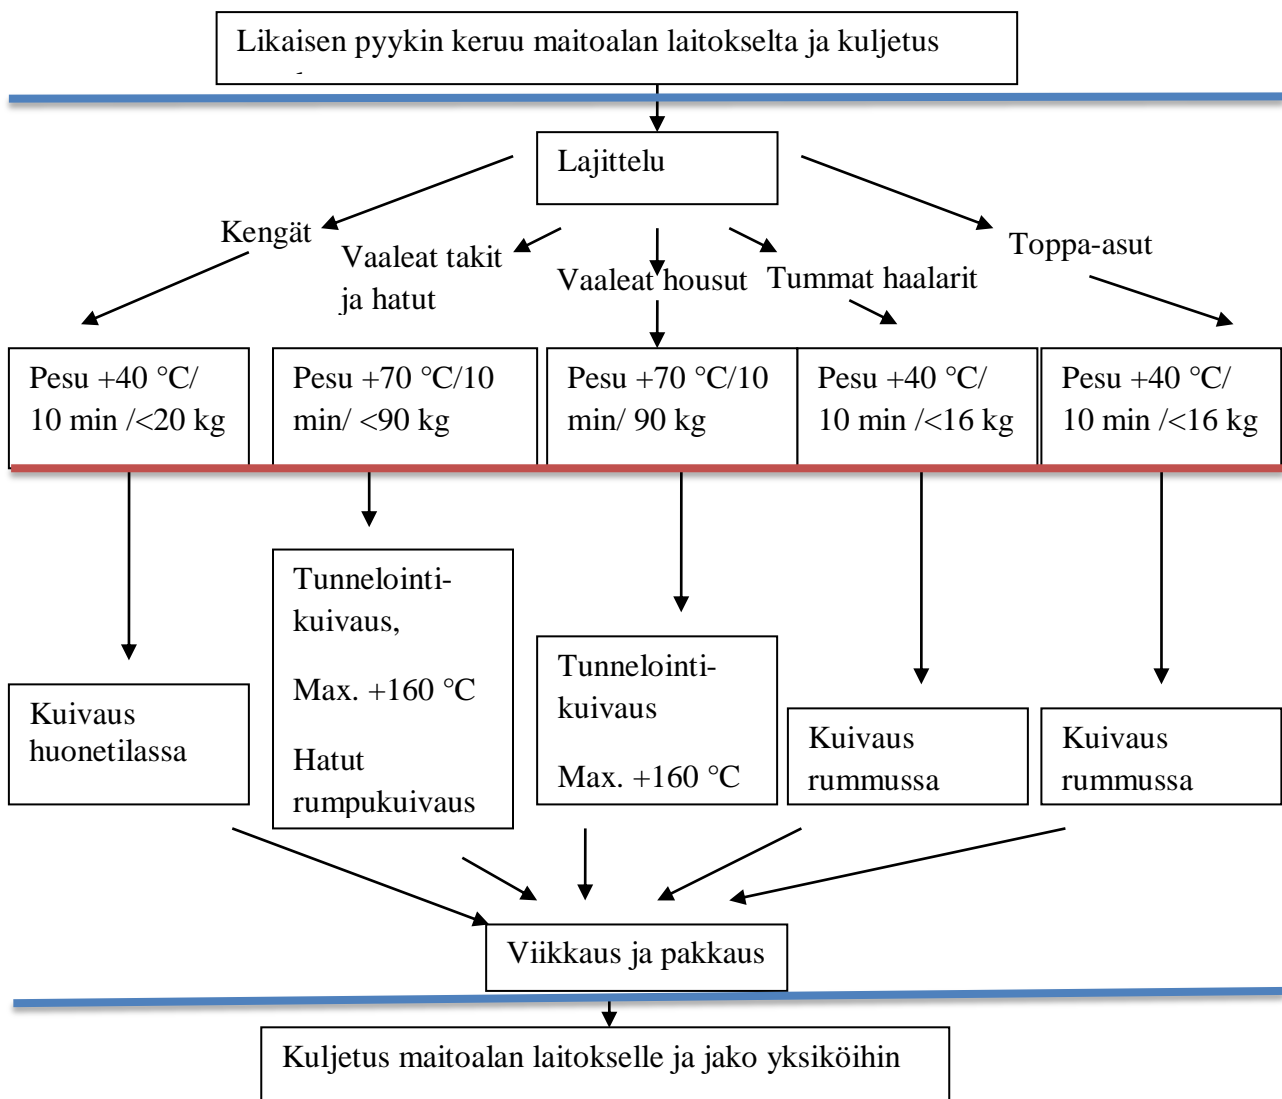 Likaisen pyykin keruu maitoalan laitokselta ja kuljetus
Lajittelu
Kengät
Vaaleat takit
ja hatut
Vaaleat housut
Tummat haalarit
Toppa-asut
Pesu +40 °C/
10 min /<20 kg
Pesu +70 °C/10
min/ <90 kg
Pesu +70 °C/10
min/ 90 kg
Pesu +40 °C/
10 min /<16 kg
Pesu +40 °C/
10 min /<16 kg
Kuivaus
huonetilassa
Tunnelointi-
kuivaus,
Max. +160 °C
Hatut
rumpukuivaus
Tunnelointi-
kuivaus
Max. +160 °C
Kuivaus
rummussa
Kuivaus
rummussa
Viikkaus ja pakkaus
Kuljetus maitoalan laitokselle ja jako yksiköihin